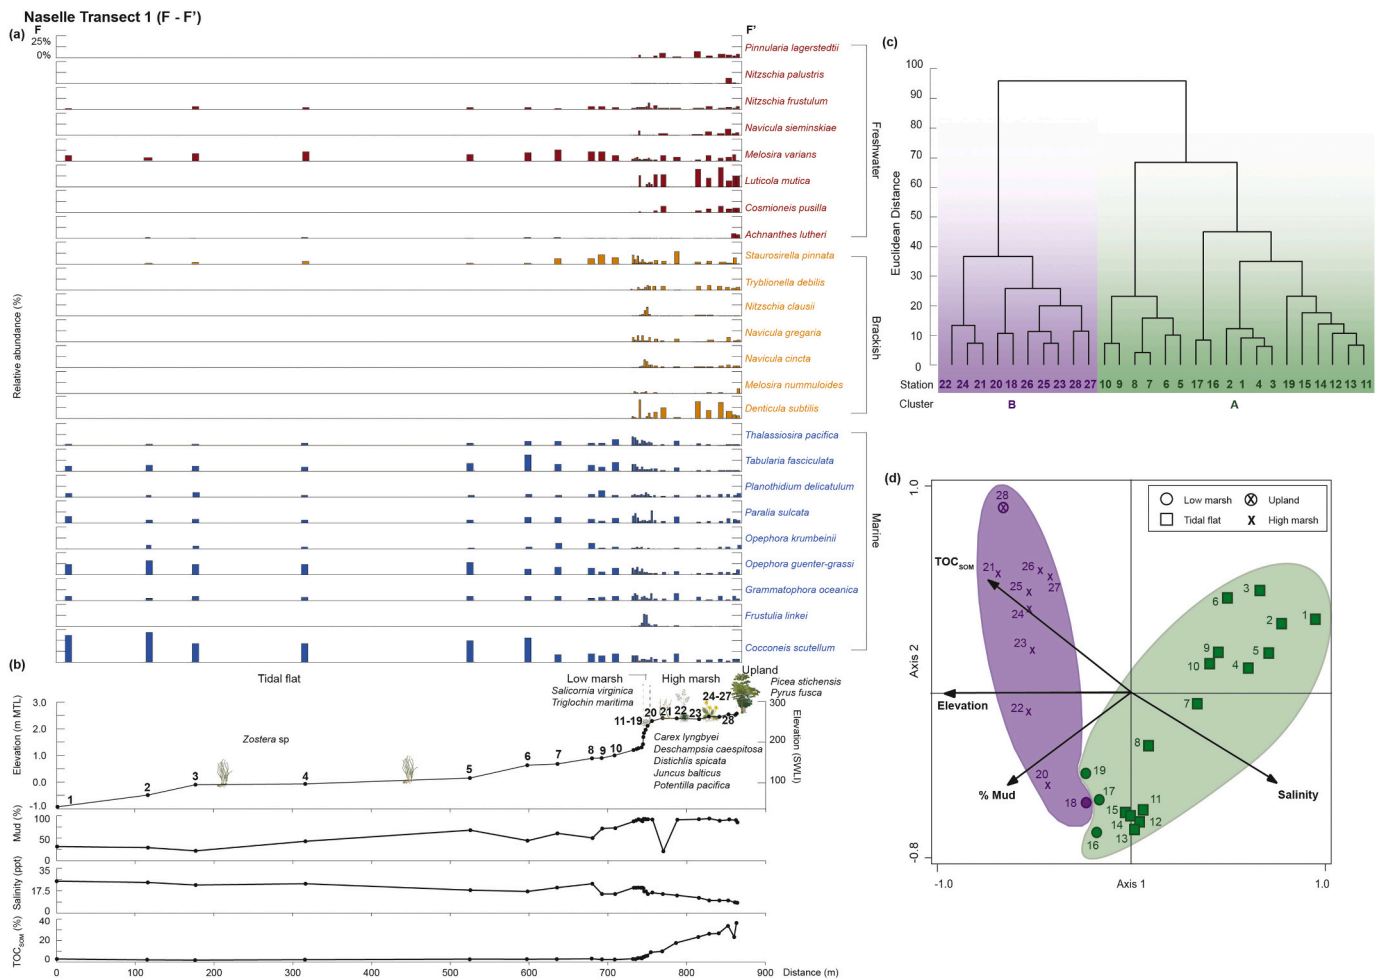 Naselle Transect 1 (F - F')
(a)
F
F'
25%
0%
Relative abundance (%)
Pinnularia lagerstedtii
Nitzschia palustris
Nitzschia frustulum
Navicula sieminskiae
Melosira varians
Luticola mutica
Cosmioneis pusilla
Achnanthes lutheri
Freshwater
Staurosirella pinnata
Tryblionella debilis
Nitzschia clausii
Navicula gregaria
Navicula cincta
Melosira nummuloides
Denticula subtilis
Brackish
Thalassiosira pacifica
Tabularia fasciculata
Planothidium delicatulum
Paralia sulcata
Opephora krumbeinii
Opephora guenter-grassi
Grammatophora oceanica
Frustulia linkei
Cocconeis scutellum
Marine
(b)
Tidal flat
Low marsh
High marsh
Upland
Salicornia virginica
Triglochin maritima
Picea stichensis
Pyrus fusca
Zostera sp
Carex lyngbyei
Deschampsia caespitosa
Distichlis spicata
Juncus balticus
Potentilla pacifica
1 2 3 4 5 6 7 8 9 10 11-19 20 21 22 23 24-27 28
Elevation (m MTL)
3.0
2.0
1.0
0.0
-1.0
Elevation (SWLI)
300
200
100
Mud (%)
100
50
0
Salinity (ppt)
35
17.5
0
TOCSOM (%)
40
20
0
0 100 200 300 400 500 600 700 800 900
Distance (m)
(c)
Euclidean Distance
100
90
80
70
60
50
40
30
20
10
0
Station 22 24 21 20 18 26 25 23 28 27 10 9 8 7 6 5 17 16 2 1 4 3 19 15 14 12 13 11
Cluster B A
(d)
Low marsh
Upland
Tidal flat
High marsh
1.0
Axis 2
-0.8
-1.0
Axis 1
1.0
TOCSOM
Elevation
% Mud
Salinity
28
21
26
25
27
24
23
22
20
18
6
3
1
2
9
5
10
4
7
8
19
17
15
11
14
12
13
16